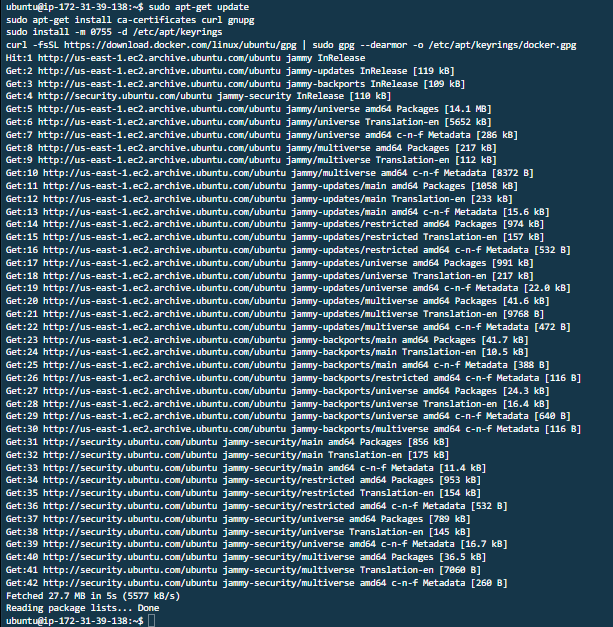 ubuntu@ip-172-31-39-138:~$ sudo apt-get update
sudo apt-get install ca-certificates curl gnupg
sudo install -m 0755 -d /etc/apt/keyrings
curl -fsSL https://download.docker.com/linux/ubuntu/gpg | sudo gpg --dearmor -o /etc/apt/keyrings/docker.gpg
Hit:1 http://us-east-1.ec2.archive.ubuntu.com/ubuntu jammy InRelease
Get:2 http://us-east-1.ec2.archive.ubuntu.com/ubuntu jammy-updates InRelease [119 kB]
Get:3 http://us-east-1.ec2.archive.ubuntu.com/ubuntu jammy-backports InRelease [109 kB]
Get:4 http://security.ubuntu.com/ubuntu jammy-security InRelease [110 kB]
Get:5 http://us-east-1.ec2.archive.ubuntu.com/ubuntu jammy/universe amd64 Packages [14.1 MB]
Get:6 http://us-east-1.ec2.archive.ubuntu.com/ubuntu jammy/universe Translation-en [5652 kB]
Get:7 http://us-east-1.ec2.archive.ubuntu.com/ubuntu jammy/universe amd64 c-n-f Metadata [286 kB]
Get:8 http://us-east-1.ec2.archive.ubuntu.com/ubuntu jammy/multiverse amd64 Packages [217 kB]
Get:9 http://us-east-1.ec2.archive.ubuntu.com/ubuntu jammy/multiverse Translation-en [112 kB]
Get:10 http://us-east-1.ec2.archive.ubuntu.com/ubuntu jammy/multiverse amd64 c-n-f Metadata [8372 B]
Get:11 http://us-east-1.ec2.archive.ubuntu.com/ubuntu jammy-updates/main amd64 Packages [1058 kB]
Get:12 http://us-east-1.ec2.archive.ubuntu.com/ubuntu jammy-updates/main Translation-en [233 kB]
Get:13 http://us-east-1.ec2.archive.ubuntu.com/ubuntu jammy-updates/main amd64 c-n-f Metadata [15.6 kB]
Get:14 http://us-east-1.ec2.archive.ubuntu.com/ubuntu jammy-updates/restricted amd64 Packages [974 kB]
Get:15 http://us-east-1.ec2.archive.ubuntu.com/ubuntu jammy-updates/restricted Translation-en [157 kB]
Get:16 http://us-east-1.ec2.archive.ubuntu.com/ubuntu jammy-updates/restricted amd64 c-n-f Metadata [532 B]
Get:17 http://us-east-1.ec2.archive.ubuntu.com/ubuntu jammy-updates/universe amd64 Packages [991 kB]
Get:18 http://us-east-1.ec2.archive.ubuntu.com/ubuntu jammy-updates/universe Translation-en [217 kB]
Get:19 http://us-east-1.ec2.archive.ubuntu.com/ubuntu jammy-updates/universe amd64 c-n-f Metadata [22.0 kB]
Get:20 http://us-east-1.ec2.archive.ubuntu.com/ubuntu jammy-updates/multiverse amd64 Packages [41.6 kB]
Get:21 http://us-east-1.ec2.archive.ubuntu.com/ubuntu jammy-updates/multiverse Translation-en [9768 B]
Get:22 http://us-east-1.ec2.archive.ubuntu.com/ubuntu jammy-updates/multiverse amd64 c-n-f Metadata [472 B]
Get:23 http://us-east-1.ec2.archive.ubuntu.com/ubuntu jammy-backports/main amd64 Packages [41.7 kB]
Get:24 http://us-east-1.ec2.archive.ubuntu.com/ubuntu jammy-backports/main Translation-en [10.5 kB]
Get:25 http://us-east-1.ec2.archive.ubuntu.com/ubuntu jammy-backports/main amd64 c-n-f Metadata [388 B]
Get:26 http://us-east-1.ec2.archive.ubuntu.com/ubuntu jammy-backports/restricted amd64 c-n-f Metadata [116 B]
Get:27 http://us-east-1.ec2.archive.ubuntu.com/ubuntu jammy-backports/universe amd64 Packages [24.3 kB]
Get:28 http://us-east-1.ec2.archive.ubuntu.com/ubuntu jammy-backports/universe Translation-en [16.4 kB]
Get:29 http://us-east-1.ec2.archive.ubuntu.com/ubuntu jammy-backports/universe amd64 c-n-f Metadata [640 B]
Get:30 http://us-east-1.ec2.archive.ubuntu.com/ubuntu jammy-backports/multiverse amd64 c-n-f Metadata [116 B]
Get:31 http://security.ubuntu.com/ubuntu jammy-security/main amd64 Packages [856 kB]
Get:32 http://security.ubuntu.com/ubuntu jammy-security/main Translation-en [175 kB]
Get:33 http://security.ubuntu.com/ubuntu jammy-security/main amd64 c-n-f Metadata [11.4 kB]
Get:34 http://security.ubuntu.com/ubuntu jammy-security/restricted amd64 Packages [953 kB]
Get:35 http://security.ubuntu.com/ubuntu jammy-security/restricted Translation-en [154 kB]
Get:36 http://security.ubuntu.com/ubuntu jammy-security/restricted amd64 c-n-f Metadata [532 B]
Get:37 http://security.ubuntu.com/ubuntu jammy-security/universe amd64 Packages [789 kB]
Get:38 http://security.ubuntu.com/ubuntu jammy-security/universe Translation-en [145 kB]
Get:39 http://security.ubuntu.com/ubuntu jammy-security/universe amd64 c-n-f Metadata [16.7 kB]
Get:40 http://security.ubuntu.com/ubuntu jammy-security/multiverse amd64 Packages [36.5 kB]
Get:41 http://security.ubuntu.com/ubuntu jammy-security/multiverse Translation-en [7060 B]
Get:42 http://security.ubuntu.com/ubuntu jammy-security/multiverse amd64 c-n-f Metadata [260 B]
Fetched 27.7 MB in 5s (5577 kB/s)
Reading package lists... Done
ubuntu@ip-172-31-39-138:~$